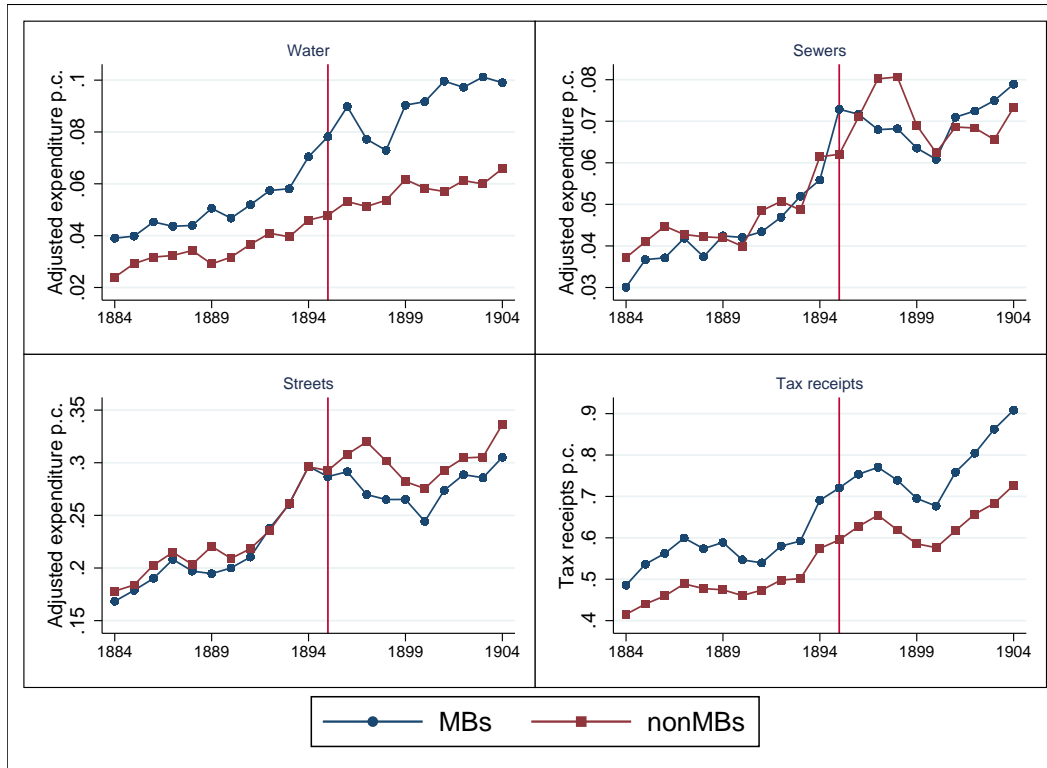 Water
Adjusted expenditure p.c.
.02 .04 .06 .08 .1
1884 1889 1894 1899 1904
Sewers
Adjusted expenditure p.c.
.03 .04 .05 .06 .07 .08
1884 1889 1894 1899 1904
Streets
Adjusted expenditure p.c.
.15 .2 .25 .3 .35
1884 1889 1894 1899 1904
Tax receipts
Tax receipts p.c.
.4 .5 .6 .7 .8 .9
1884 1889 1894 1899 1904
MBs nonMBs